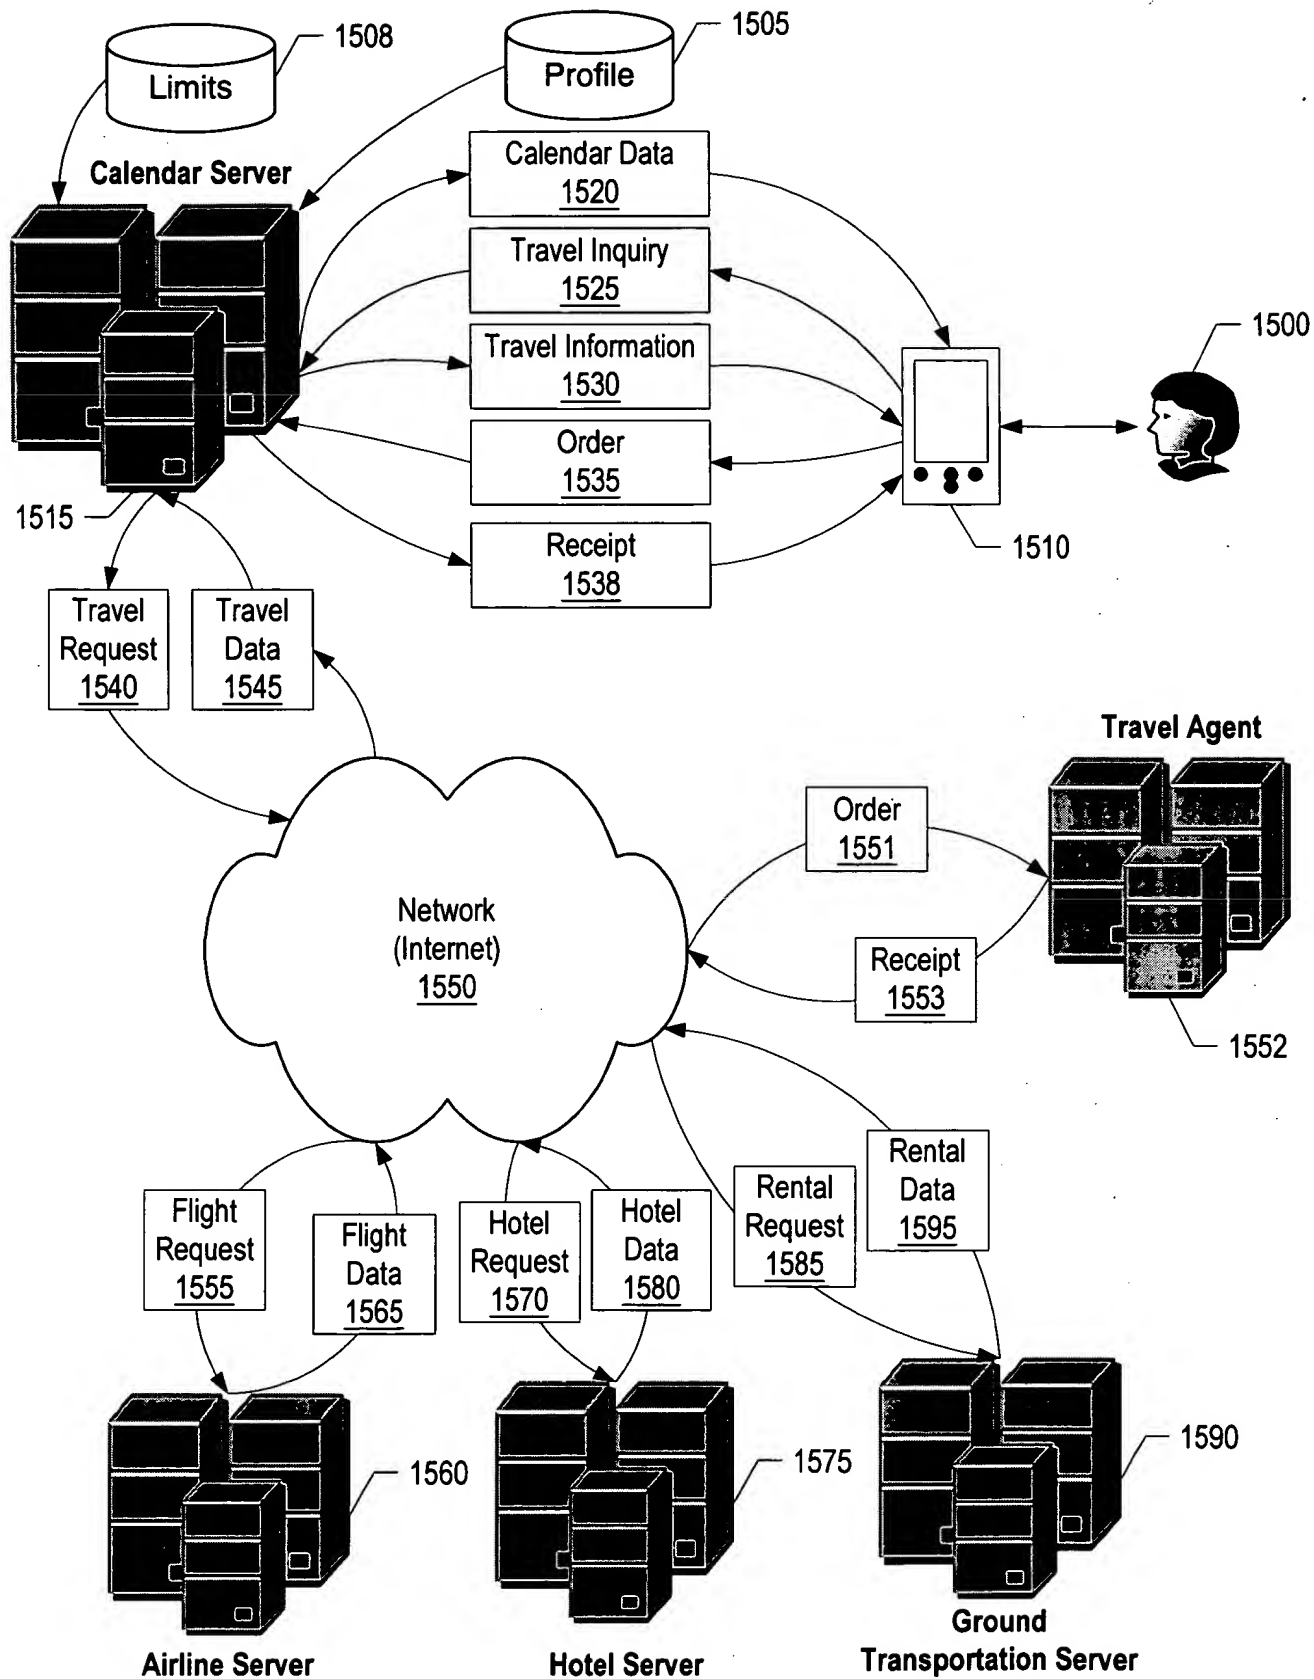 1508
1505
Limits
Profile
Calendar Server
Calendar Data
1520
Travel Inquiry
1525
Travel Information
1530
1500
Order
1535
1515
1510
Receipt
1538
Travel
Request
1540
Travel
Data
1545
Travel Agent
Order
1551
Network
(Internet)
1550
Receipt
1553
1552
Flight
Request
1555
Flight
Data
1565
Hotel
Request
1570
Hotel
Data
1580
Rental
Request
1585
Rental
Data
1595
1560
1575
1590
Airline Server
Hotel Server
Ground
Transportation Server